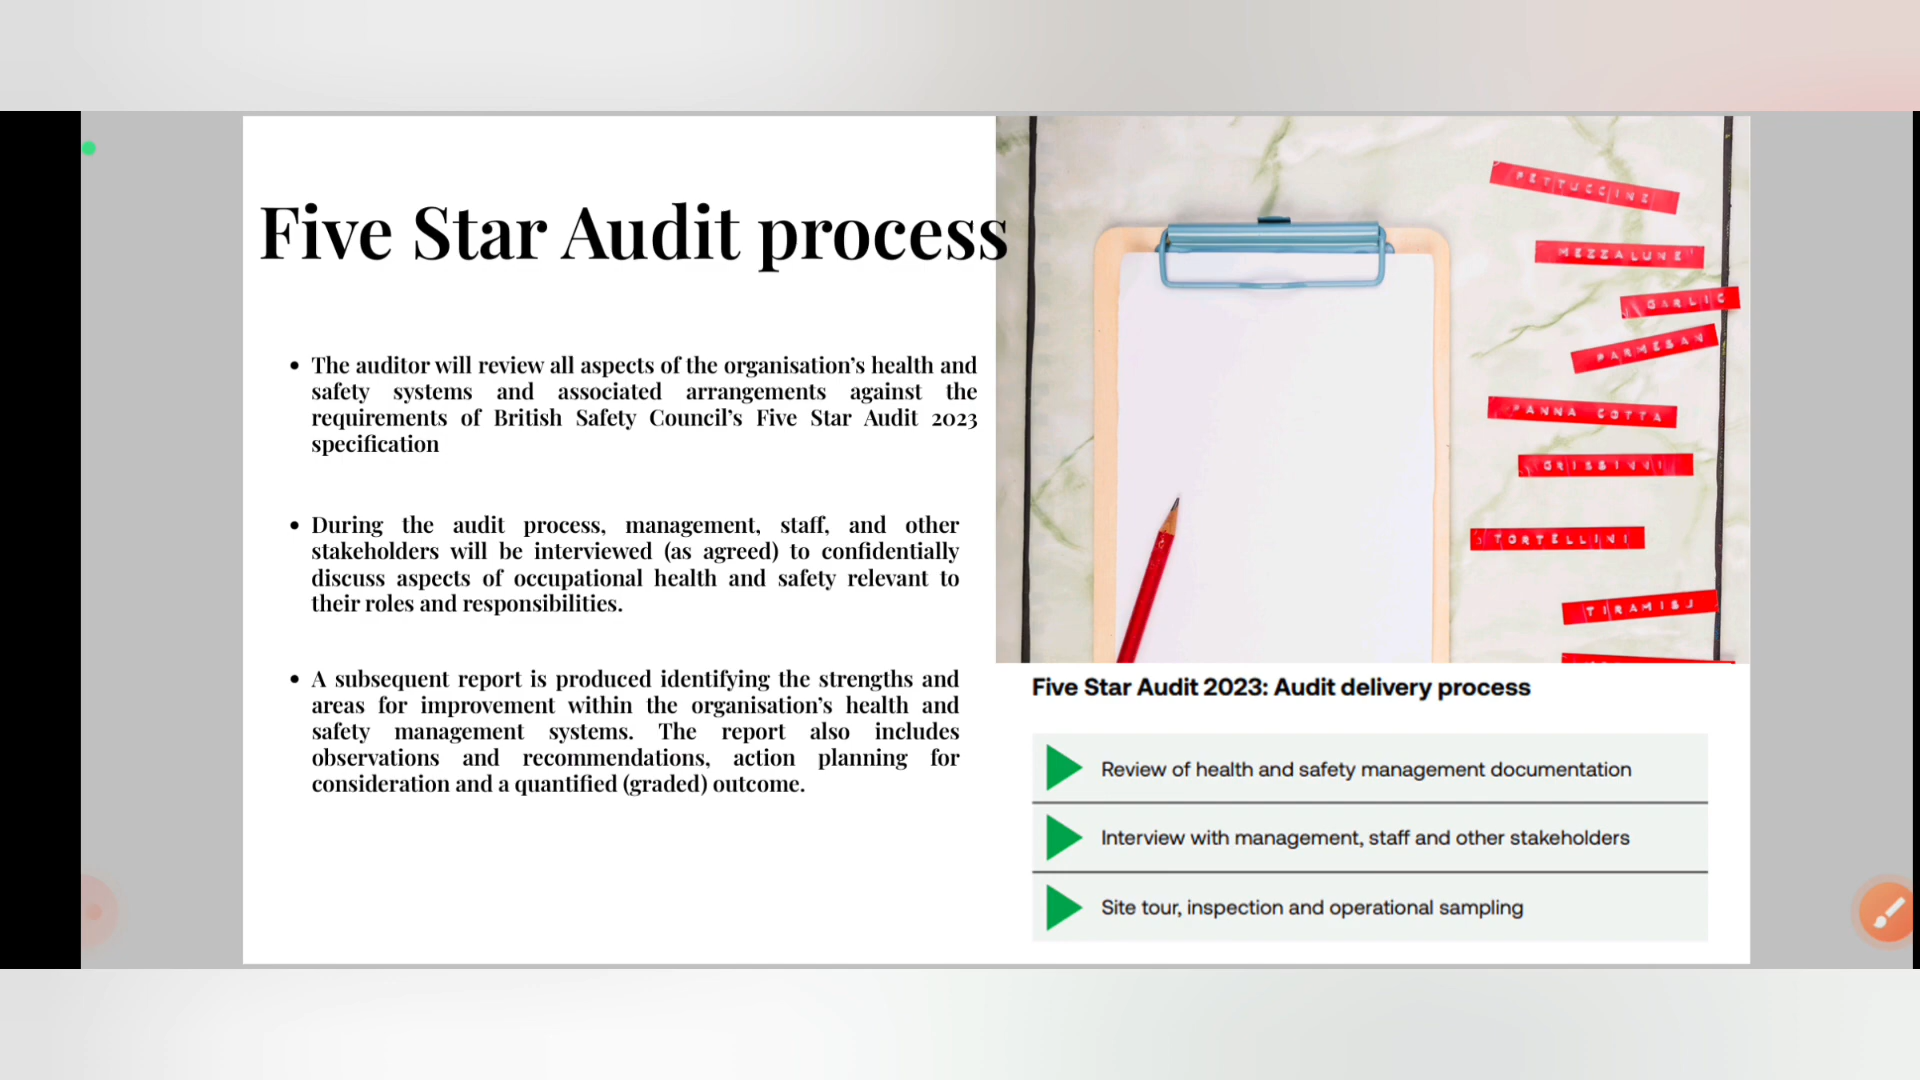 Five Star Audit process
• The auditor will review all aspects of the organisation's health and
safety systems and associated arrangements against the
requirements of British Safety Council's Five Star Audit 2023
specification
• During the audit process, management, staff, and other
stakeholders will be interviewed (as agreed) to confidentially
discuss aspects of occupational health and safety relevant to
their roles and responsibilities.
• A subsequent report is produced identifying the strengths and
areas for improvement within the organisation's health and
safety management systems. The report also includes
observations and recommendations, action planning for
consideration and a quantified (graded) outcome.
FETTUCCINE
MEZZALUNE
GARLIC
PARMESAN
PANNA COTTA
GRISSINNI
TORTELLINI
TIRAMISU
Five Star Audit 2023: Audit delivery process
Review of health and safety management documentation
Interview with management, staff and other stakeholders
Site tour, inspection and operational sampling